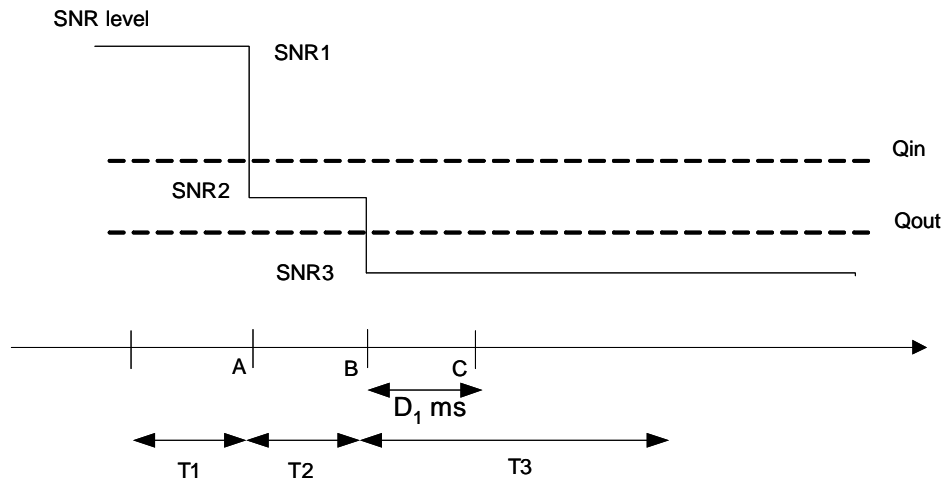 SNR level
SNR1
Qin
SNR2
Qout
SNR3
A
B
C
D₁ ms
T1
T2
T3